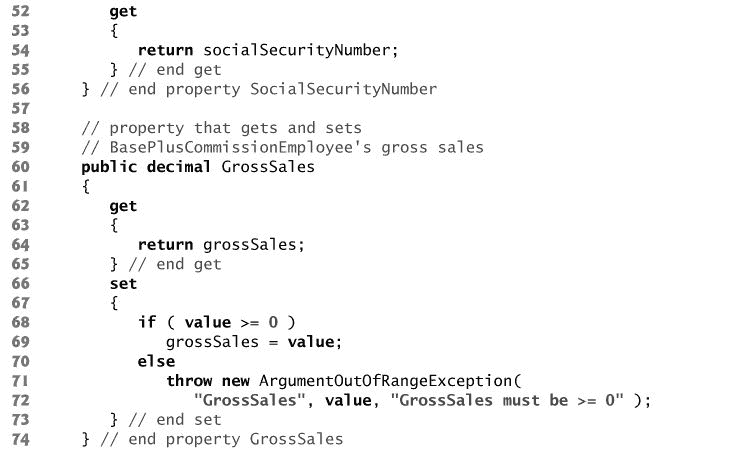 52 get
53 {
54 return socialSecurityNumber;
55 } // end get
56 } // end property SocialSecurityNumber
57
58 // property that gets and sets
59 // BasePlusCommissionEmployee's gross sales
60 public decimal GrossSales
61 {
62 get
63 {
64 return grossSales;
65 } // end get
66 set
67 {
68 if ( value >= 0 )
69 grossSales = value;
70 else
71 throw new ArgumentOutOfRangeException(
72 "GrossSales", value, "GrossSales must be >= 0" );
73 } // end set
74 } // end property GrossSales